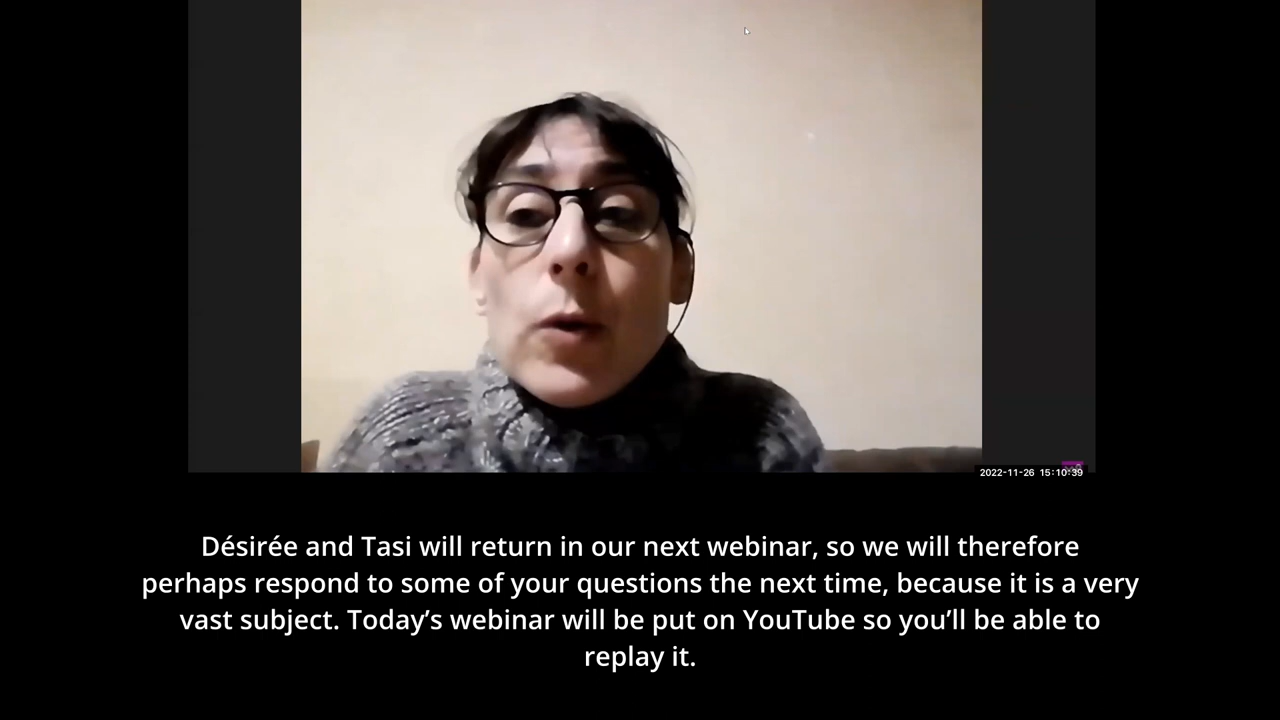 2022-11-26 15:10:39
Désirée and Tasi will return in our next webinar, so we will therefore
perhaps respond to some of your questions the next time, because it is a very
vast subject. Today’s webinar will be put on YouTube so you’ll be able to
replay it.